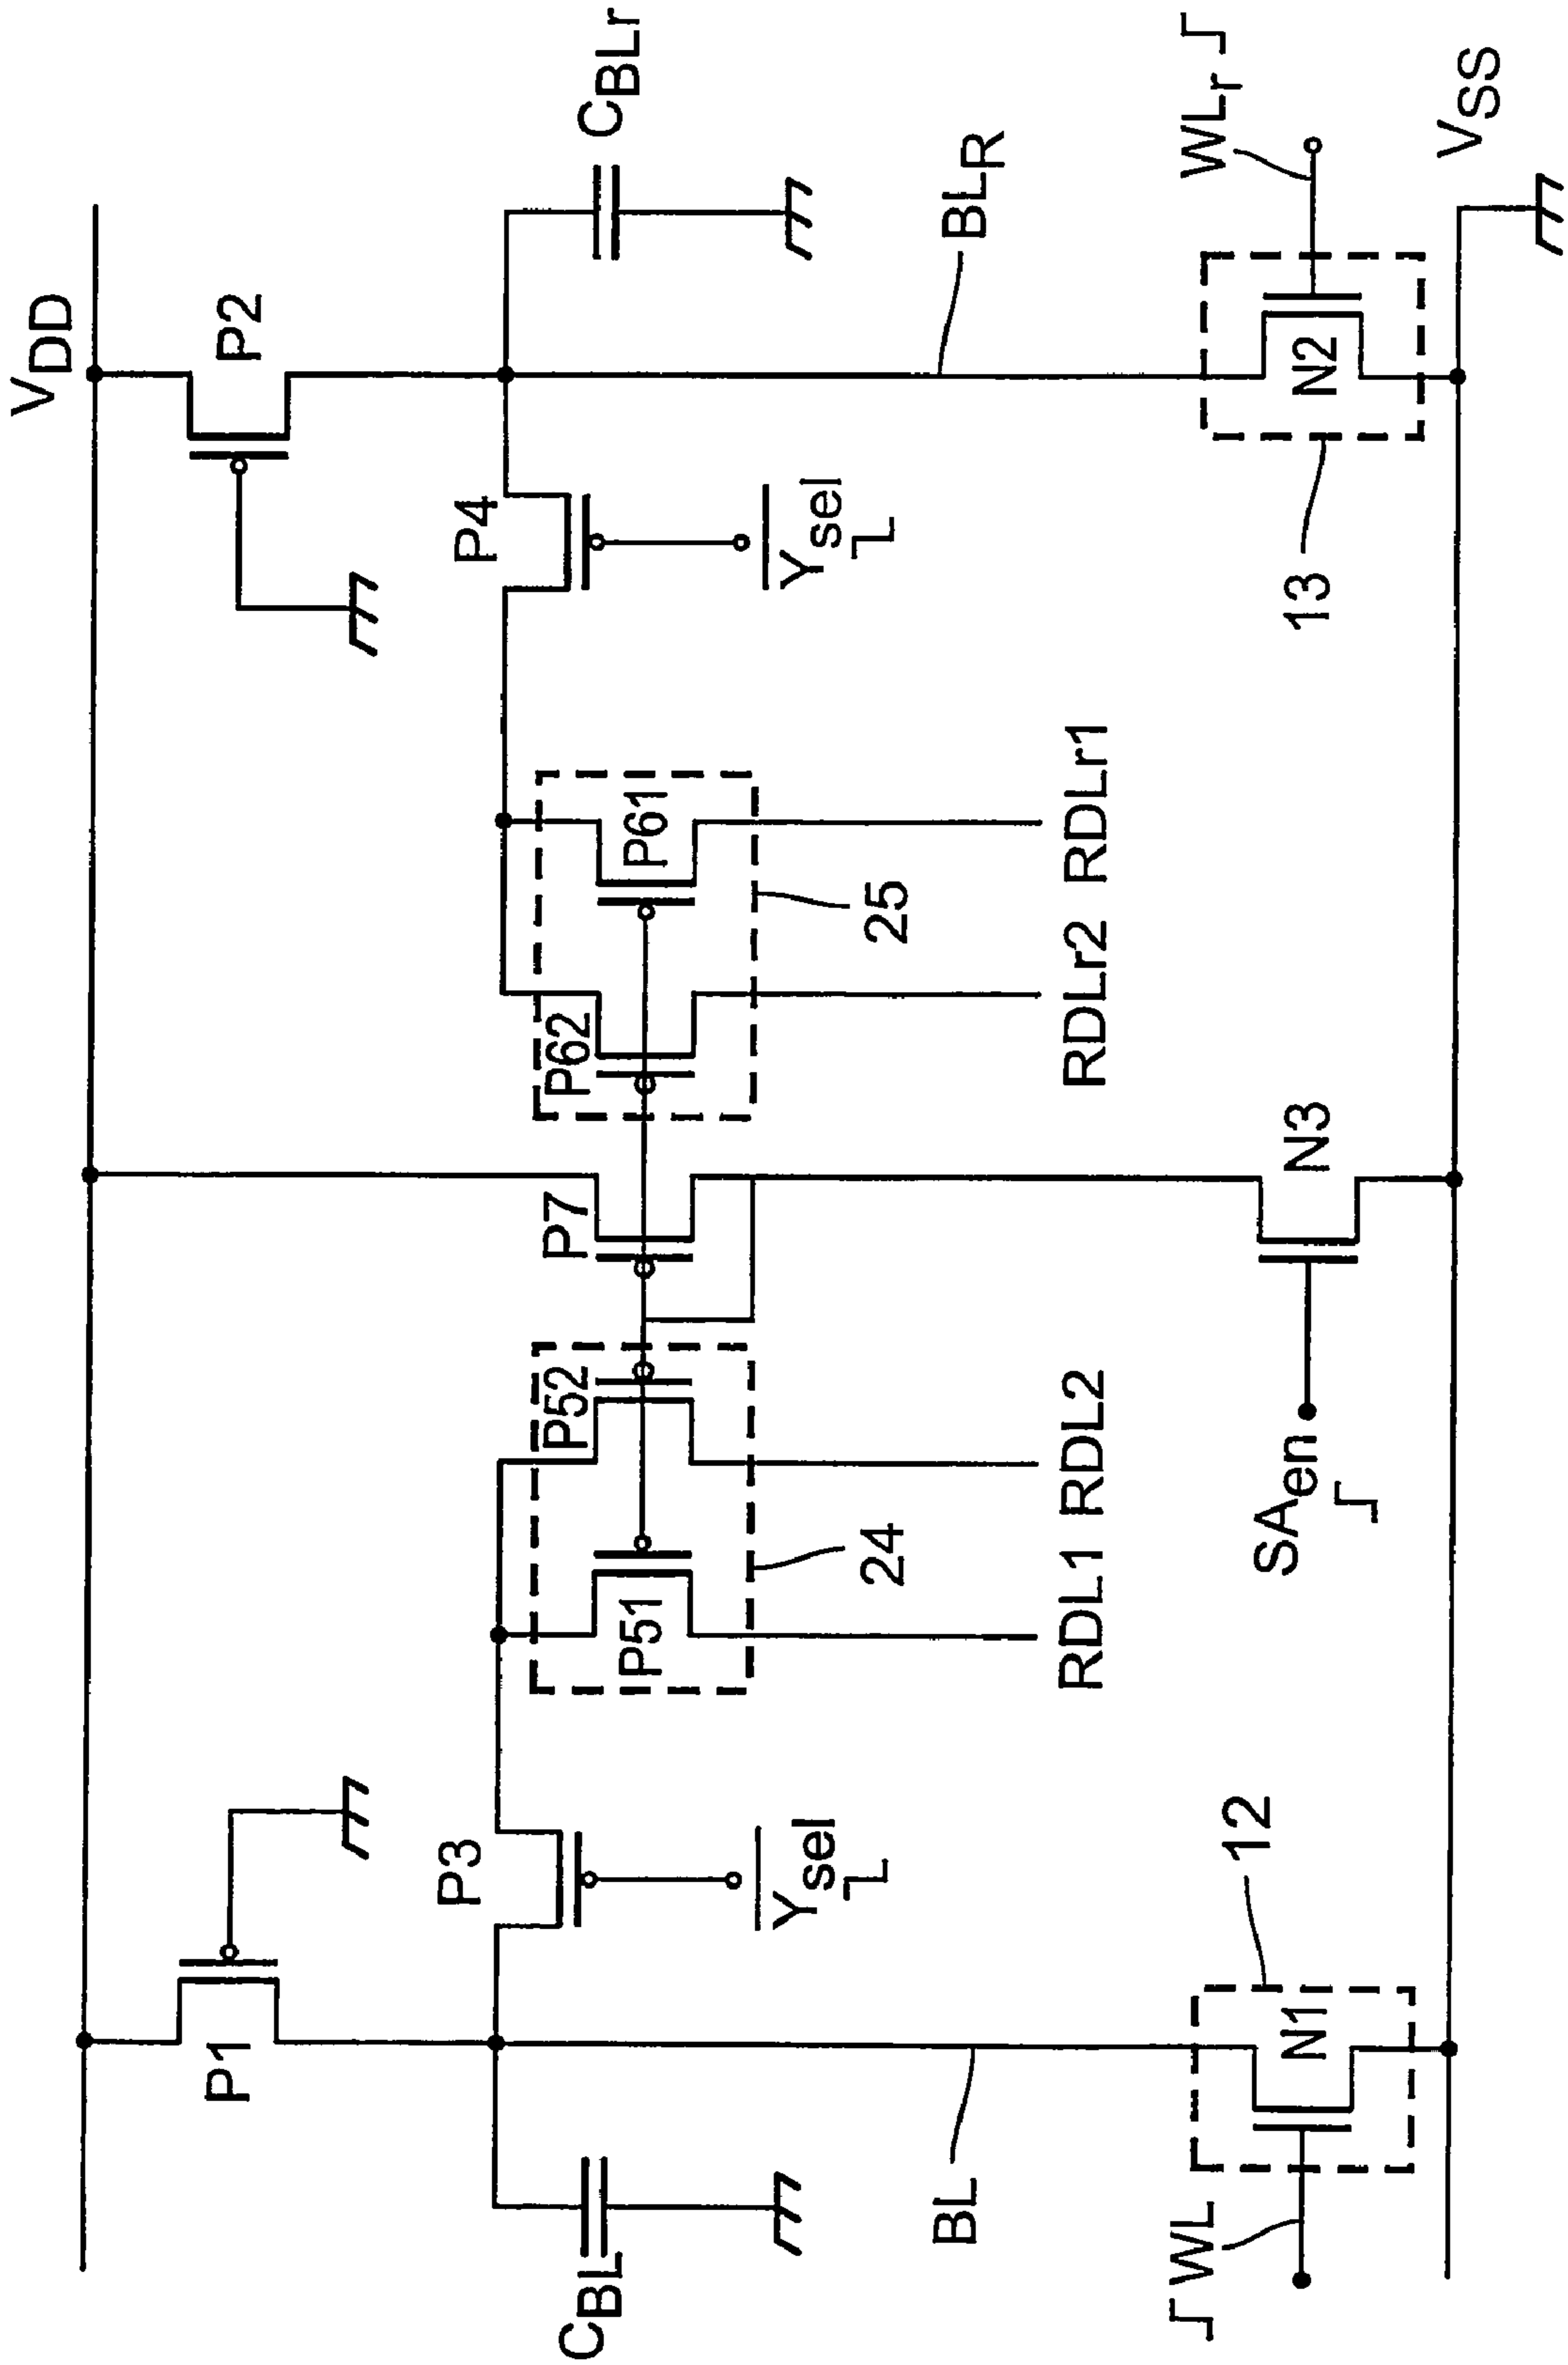 VDD
P1
P2
P3
P4
CBL
CBLr
Ysel
Ysel
P51
P52
P7
P62
P61
24
25
RDL1
RDL2
RDLr2
RDLr1
BL
BLR
WL
N1
12
SAen
N3
N2
13
WLr
VSS